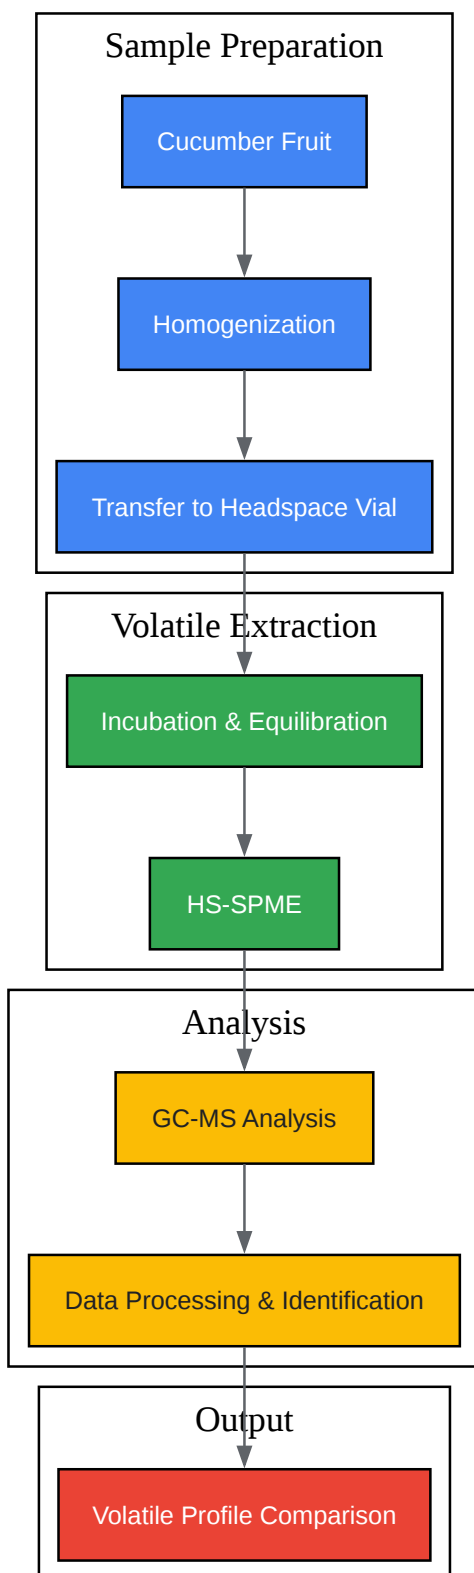 Sample Preparation
Cucumber Fruit
Homogenization
Transfer to Headspace Vial
Volatile Extraction
Incubation & Equilibration
HS-SPME
Analysis
GC-MS Analysis
Data Processing & Identification
Output
Volatile Profile Comparison